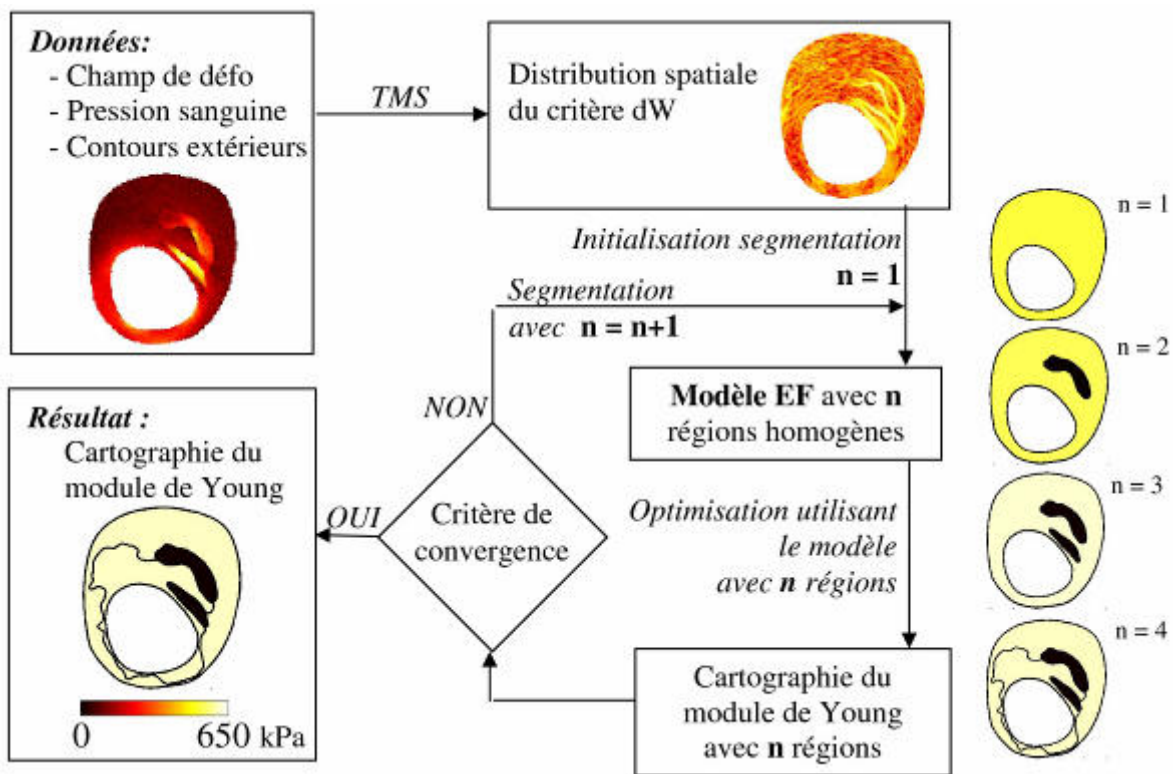 Données:
- Champ de défo
- Pression sanguine
- Contours extérieurs
TMS
Distribution spatiale
du critère dW
Initialisation segmentation
n = 1
Segmentation
avec n = n+1
Modèle EF avec n
régions homogènes
Optimisation utilisant
le modèle
avec n régions
Cartographie du
module de Young
avec n régions
Critère de
convergence
NON
OUI
Résultat :
Cartographie du
module de Young
0 650 kPa
n = 1
n = 2
n = 3
n = 4